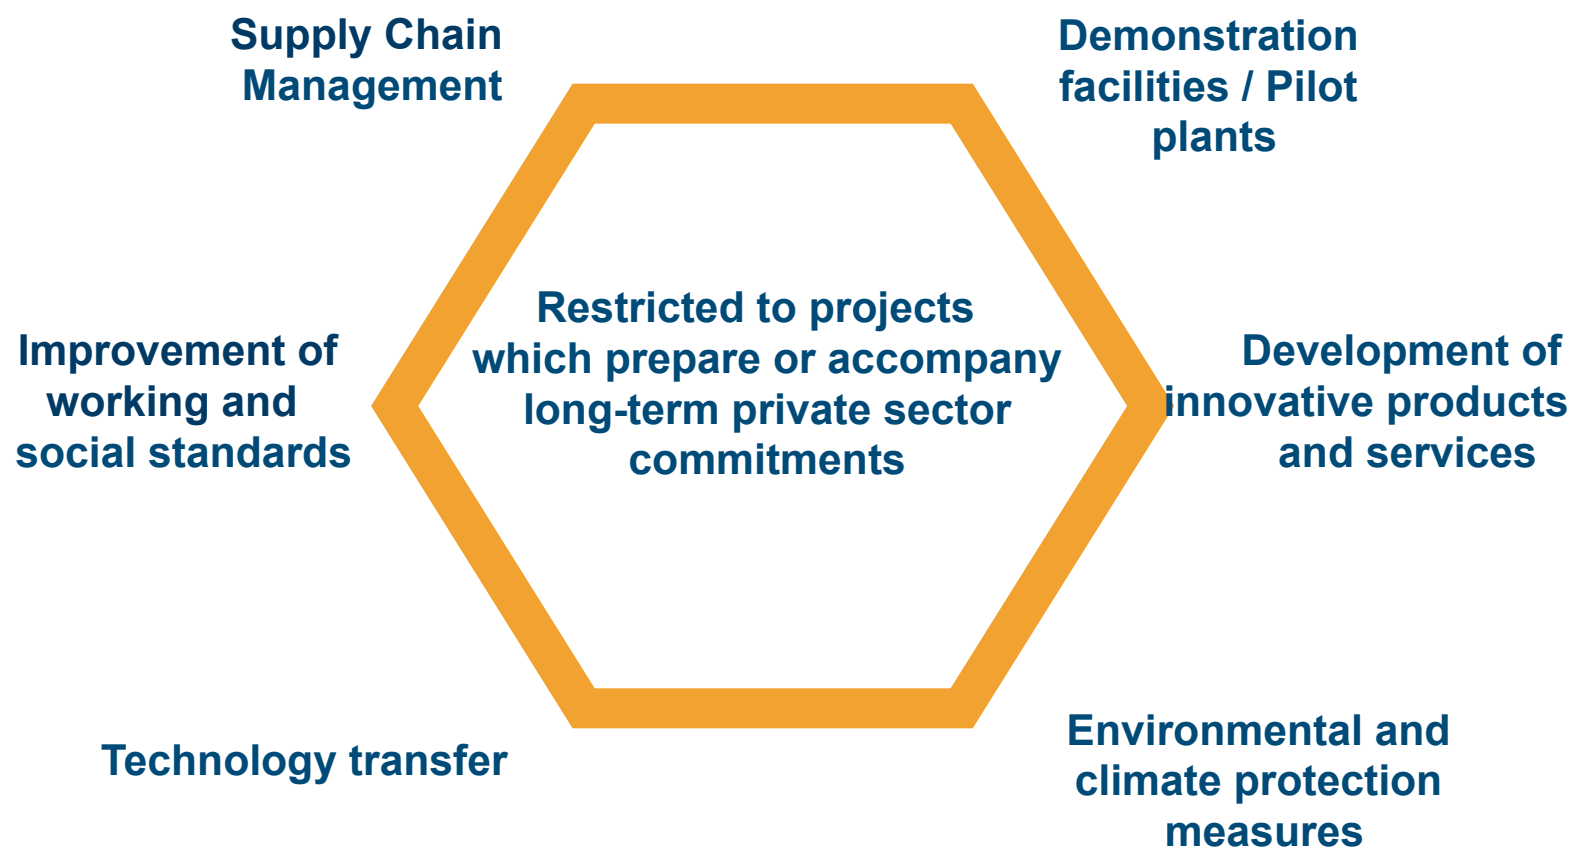 Supply Chain
Management
Demonstration
facilities / Pilot
plants
Restricted to projects
which prepare or accompany
long-term private sector
commitments
Improvement of
working and
social standards
Development of
innovative products
and services
Technology transfer
Environmental and
climate protection
measures